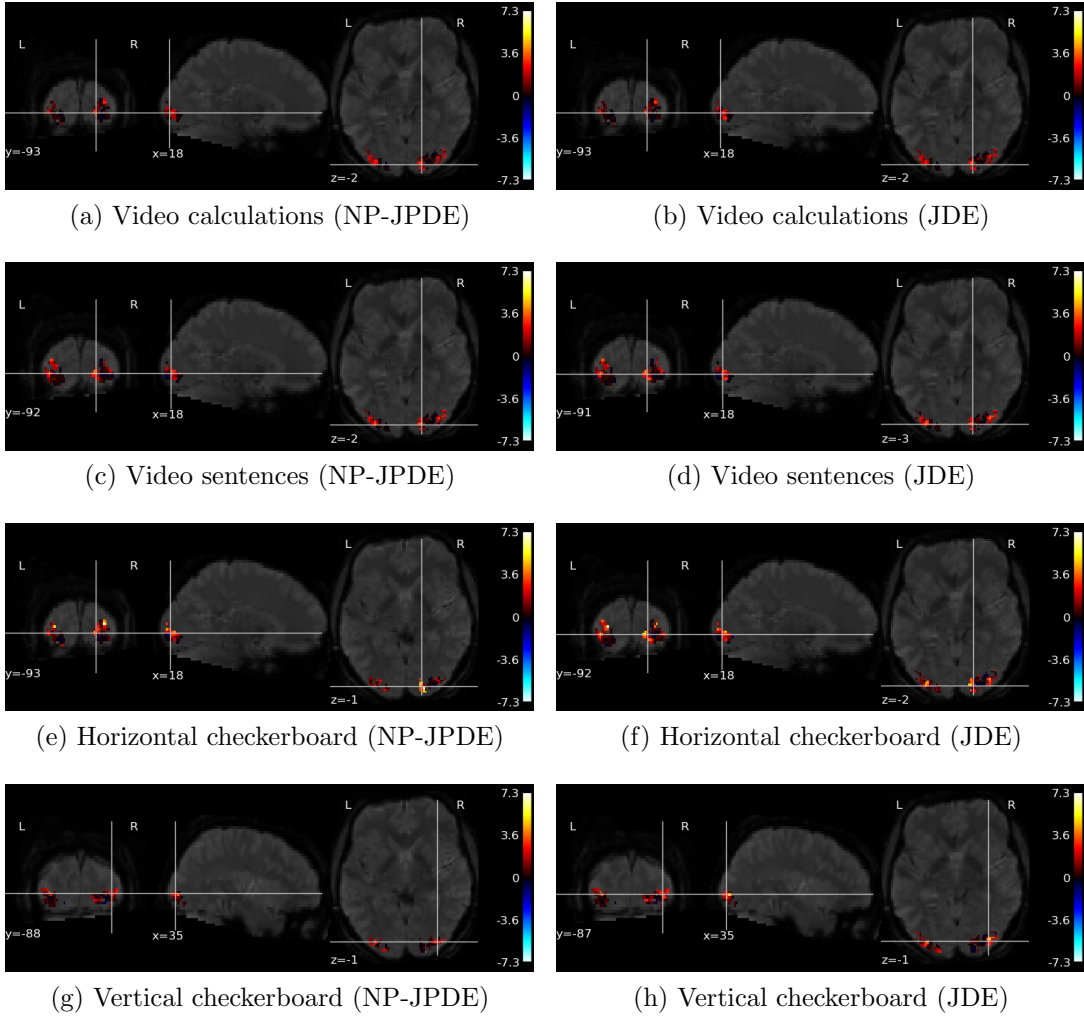 L R L R 7.3
3.6
0
-3.6
-7.3
y=-93 x=18 z=-2
(a) Video calculations (NP-JPDE)
L R L R 7.3
3.6
0
-3.6
-7.3
y=-93 x=18 z=-2
(b) Video calculations (JDE)
L R L R 7.3
3.6
0
-3.6
-7.3
y=-92 x=18 z=-2
(c) Video sentences (NP-JPDE)
L R L R 7.3
3.6
0
-3.6
-7.3
y=-91 x=18 z=-3
(d) Video sentences (JDE)
L R L R 7.3
3.6
0
-3.6
-7.3
y=-93 x=18 z=-1
(e) Horizontal checkerboard (NP-JPDE)
L R L R 7.3
3.6
0
-3.6
-7.3
y=-92 x=18 z=-2
(f) Horizontal checkerboard (JDE)
L R L R 7.3
3.6
0
-3.6
-7.3
y=-88 x=35 z=-1
(g) Vertical checkerboard (NP-JPDE)
L R L R 7.3
3.6
0
-3.6
-7.3
y=-87 x=35 z=-1
(h) Vertical checkerboard (JDE)